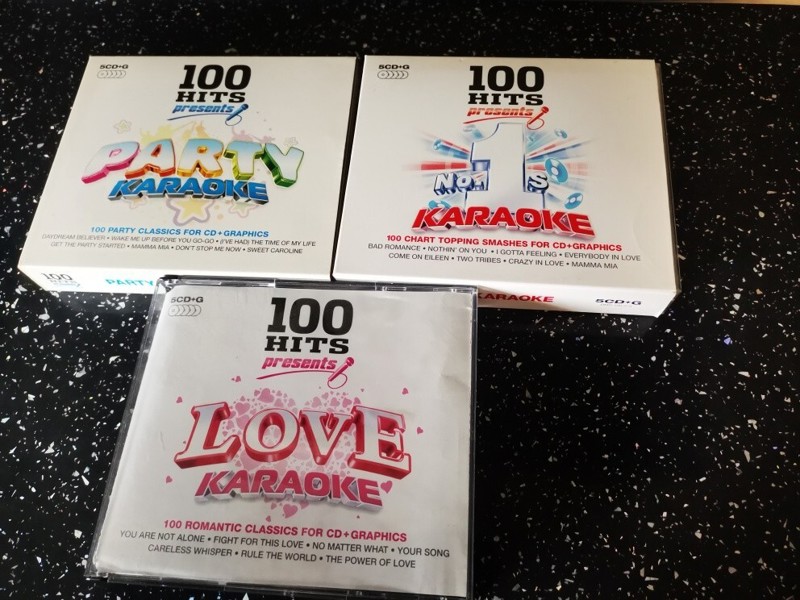 5CD+G
100
HITS
presents
PARTY
KARAOKE
100 PARTY CLASSICS FOR CD+GRAPHICS
DAYDREAM BELIEVER • WAKE ME UP BEFORE YOU GO-GO • (I'VE HAD) THE TIME OF MY LIFE
GET THE PARTY STARTED • MAMMA MIA • DON'T STOP ME NOW • SWEET CAROLINE
100
HITS
PARTY
5CD+G
100
HITS
presents
No.1s
KARAOKE
100 CHART TOPPING SMASHES FOR CD+GRAPHICS
BAD ROMANCE • NOTHIN' ON YOU • I GOTTA FEELING • EVERYBODY IN LOVE
COME ON EILEEN • TWO TRIBES • CRAZY IN LOVE • MAMMA MIA
KARAOKE
5CD+G
5CD+G
100
HITS
presents
LOVE
KARAOKE
100 ROMANTIC CLASSICS FOR CD+GRAPHICS
YOU ARE NOT ALONE • FIGHT FOR THIS LOVE • NO MATTER WHAT • YOUR SONG
CARELESS WHISPER • RULE THE WORLD • THE POWER OF LOVE